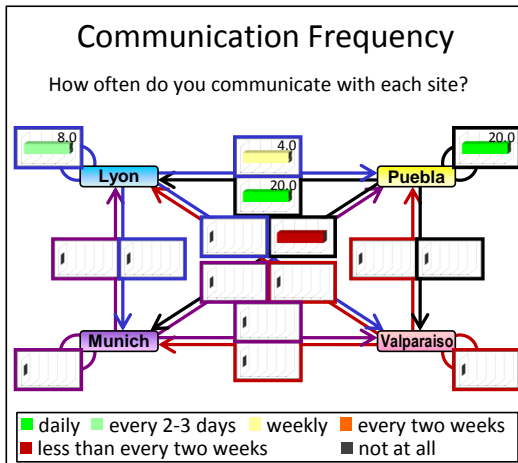 Communication Frequency
How often do you communicate with each site?
8.0
4.0
20.0
Lyon
Puebla
20.0
Munich
Valparaiso
daily
every 2-3 days
weekly
every two weeks
less than every two weeks
not at all